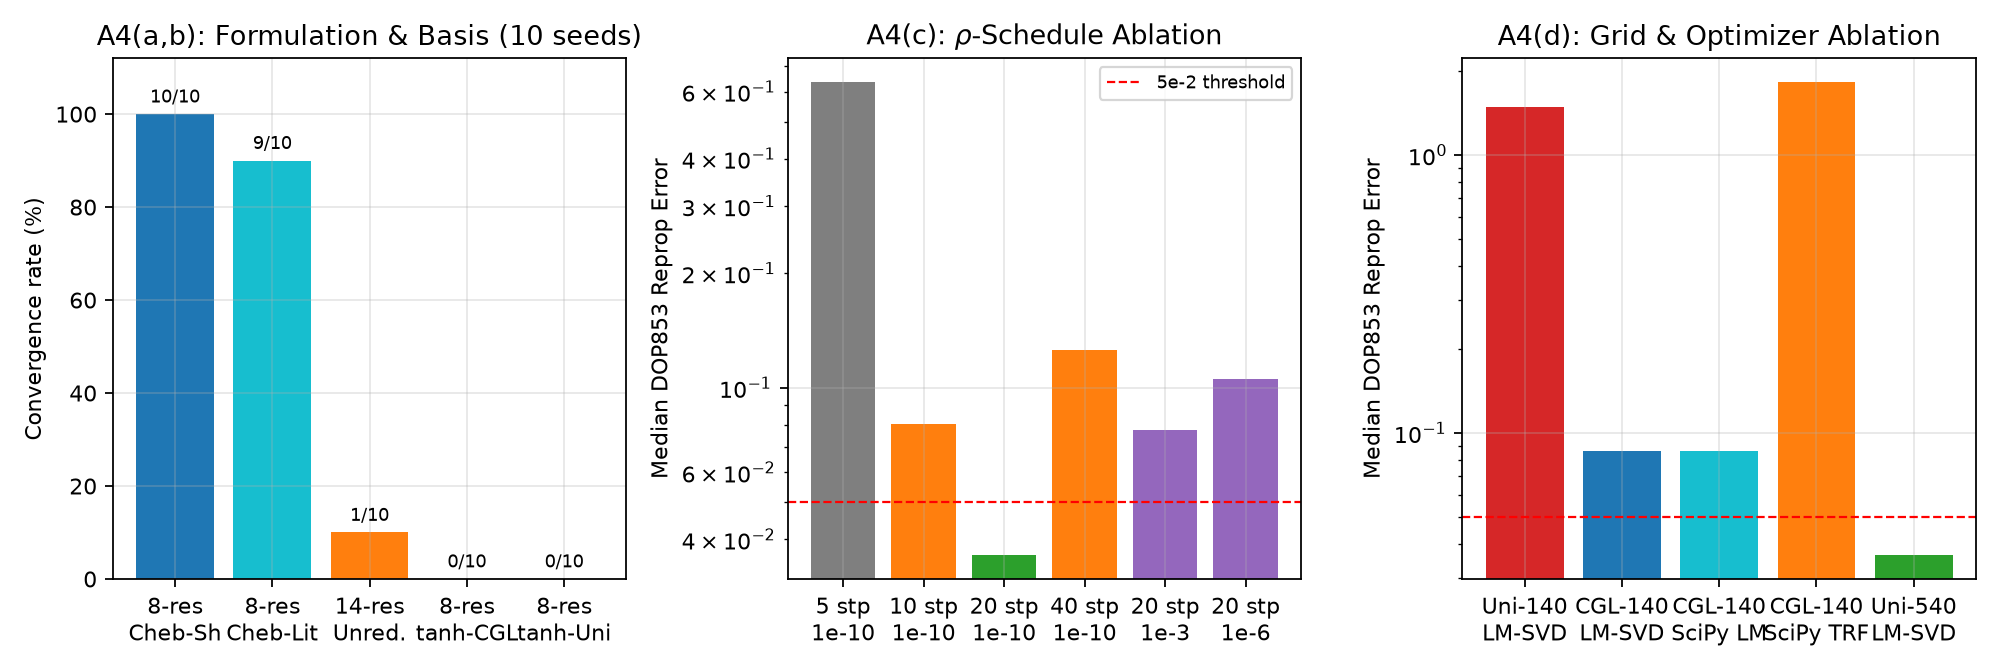 A4(a,b): Formulation & Basis (10 seeds)
Convergence rate (%)
100
80
60
40
20
0
10/10
9/10
1/10
0/10
0/10
8-res
Cheb-Sh
8-res
Cheb-Lit
14-res
Unred.
8-res
tanh-CGL
8-res
tanh-Uni
A4(c): ρ-Schedule Ablation
Median DOP853 Reprop Error
6 × 10⁻¹
4 × 10⁻¹
3 × 10⁻¹
2 × 10⁻¹
10⁻¹
6 × 10⁻²
4 × 10⁻²
5e-2 threshold
5 stp
1e-10
10 stp
1e-10
20 stp
1e-10
40 stp
1e-10
20 stp
1e-3
20 stp
1e-6
A4(d): Grid & Optimizer Ablation
Median DOP853 Reprop Error
10⁰
10⁻¹
Uni-140
LM-SVD
CGL-140
LM-SVD
CGL-140
SciPy LM
CGL-140
SciPy TRF
Uni-540
LM-SVD